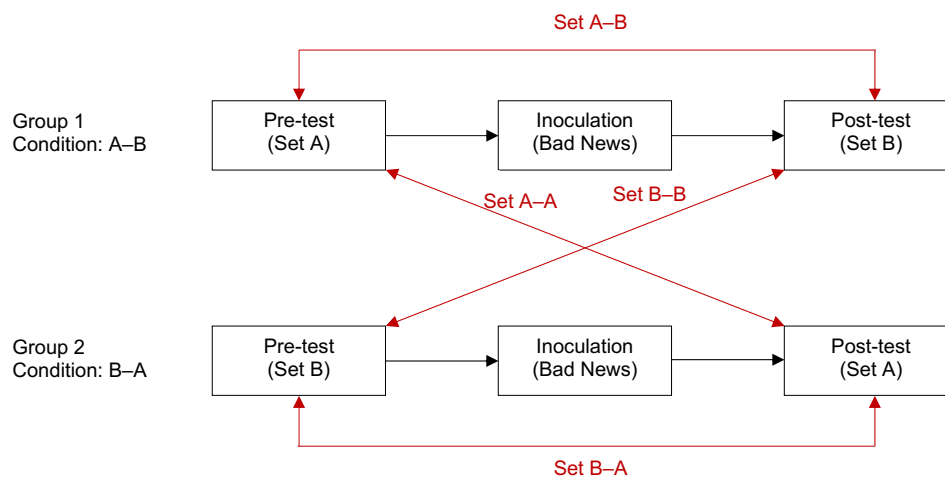 Set A–B
Group 1
Condition: A–B
Pre-test
(Set A)
Inoculation
(Bad News)
Post-test
(Set B)
Set A–A
Set B–B
Group 2
Condition: B–A
Pre-test
(Set B)
Inoculation
(Bad News)
Post-test
(Set A)
Set B–A